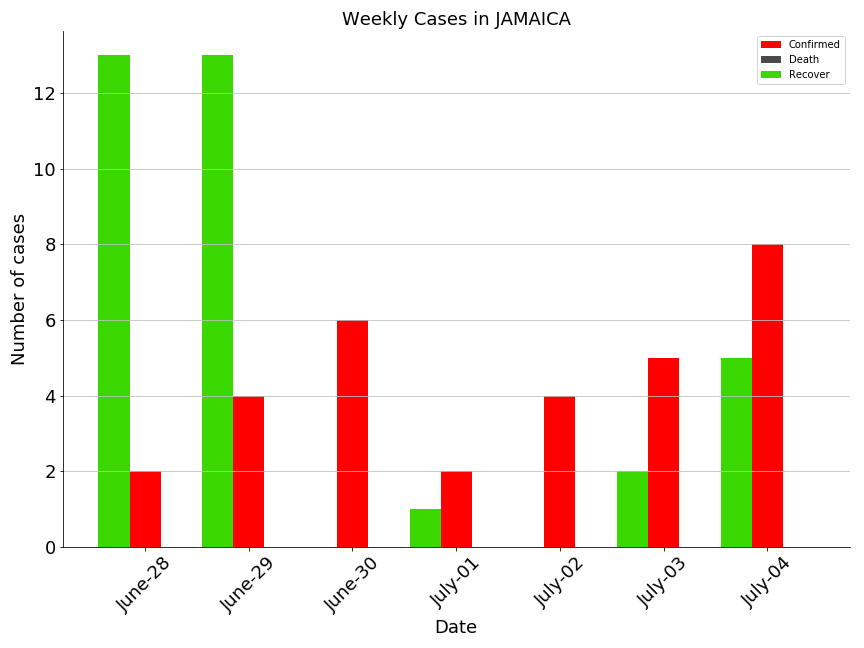 Weekly Cases in JAMAICA
Confirmed
Death
Recover
Number of cases
12
10
8
6
4
2
0
June-28
June-29
June-30
July-01
July-02
July-03
July-04
Date